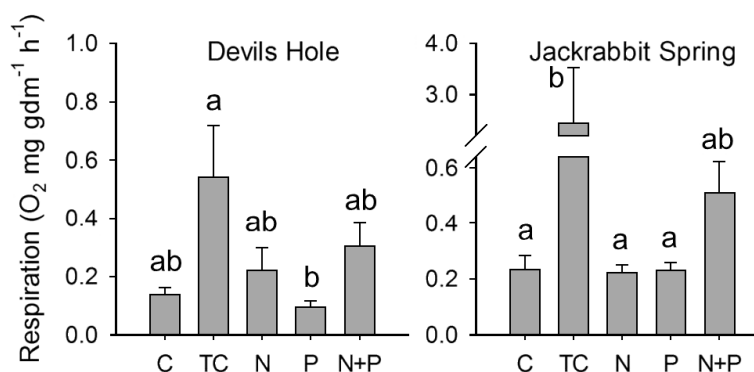 Respiration (O₂ mg gdm⁻¹ h⁻¹)
Devils Hole
1.0
0.8
0.6
0.4
0.2
0.0
ab
a
ab
b
ab
C TC N P N+P
Jackrabbit Spring
4.0
3.0
0.6
0.4
0.2
0.0
a
b
a
a
ab
C TC N P N+P